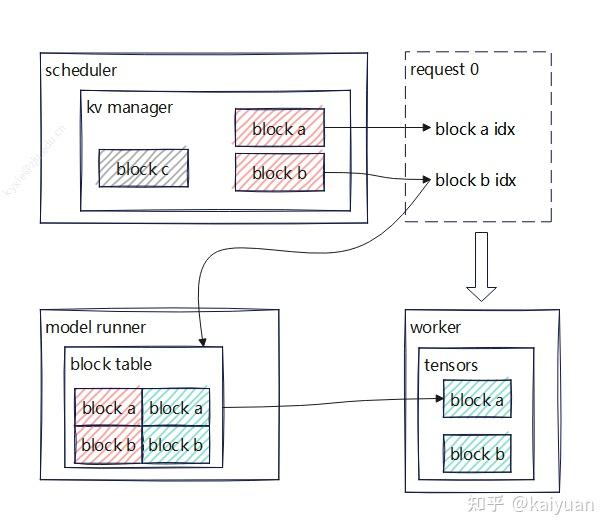 scheduler
kv manager
block a
block b
block c
request 0
block a idx
block b idx
model runner
block table
block a block a
block b block b
worker
tensors
block a
block b
知乎 @kaiyuan